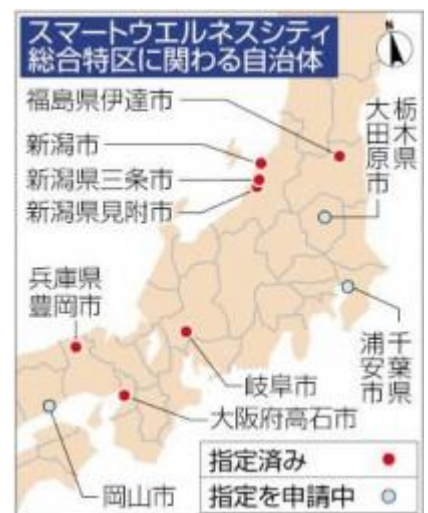 スマートウエルネスシティ
総合特区に関わる自治体
N
福島県伊達市
新潟市
新潟県三条市
新潟県見附市
栃木県
大田原市
兵庫県
豊岡市
千葉県
浦安市
岐阜市
大阪府高石市
岡山市
指定済み
指定を申請中